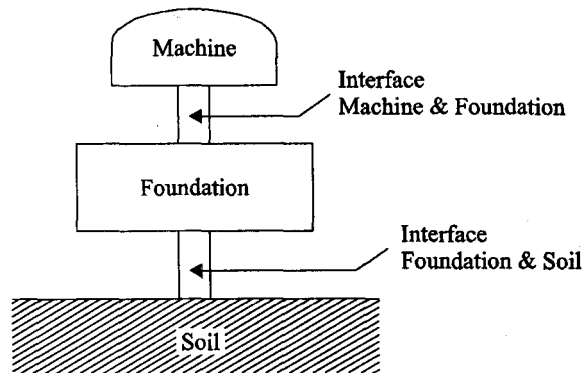 Machine
Interface
Machine & Foundation
Foundation
Interface
Foundation & Soil
Soil